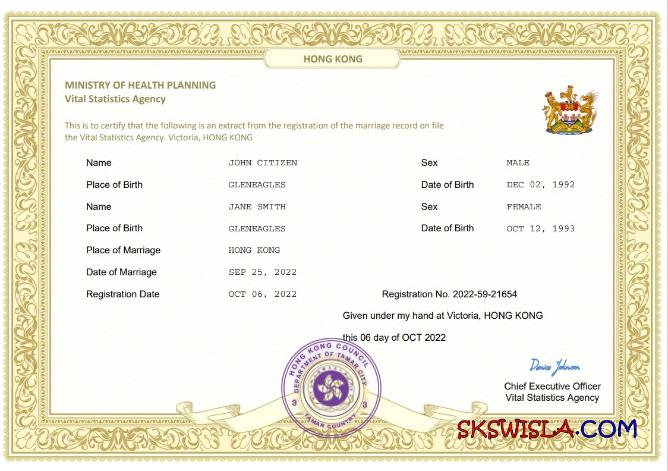 HONG KONG
MINISTRY OF HEALTH PLANNING
Vital Statistics Agency
This is to certify that the following is an extract from the registration of the marriage record on file
the Vital Statistics Agency. Victoria, HONG KONG
Name JOHN CITIZEN Sex MALE
Place of Birth GLENEAGLES Date of Birth DEC 02, 1992
Name JANE SMITH Sex FEMALE
Place of Birth GLENEAGLES Date of Birth OCT 12, 1993
Place of Marriage HONG KONG
Date of Marriage SEP 25, 2022
Registration Date OCT 06, 2022 Registration No. 2022-59-21654
Given under my hand at Victoria, HONG KONG
this 06 day of OCT 2022
HONG KONG COUNCIL
DEPARTMENT OF TAMAR CITY
3 3
TAMAR COUNTRY
Denise Johnson
Chief Executive Officer
Vital Statistics Agency
SKSWISLA.COM